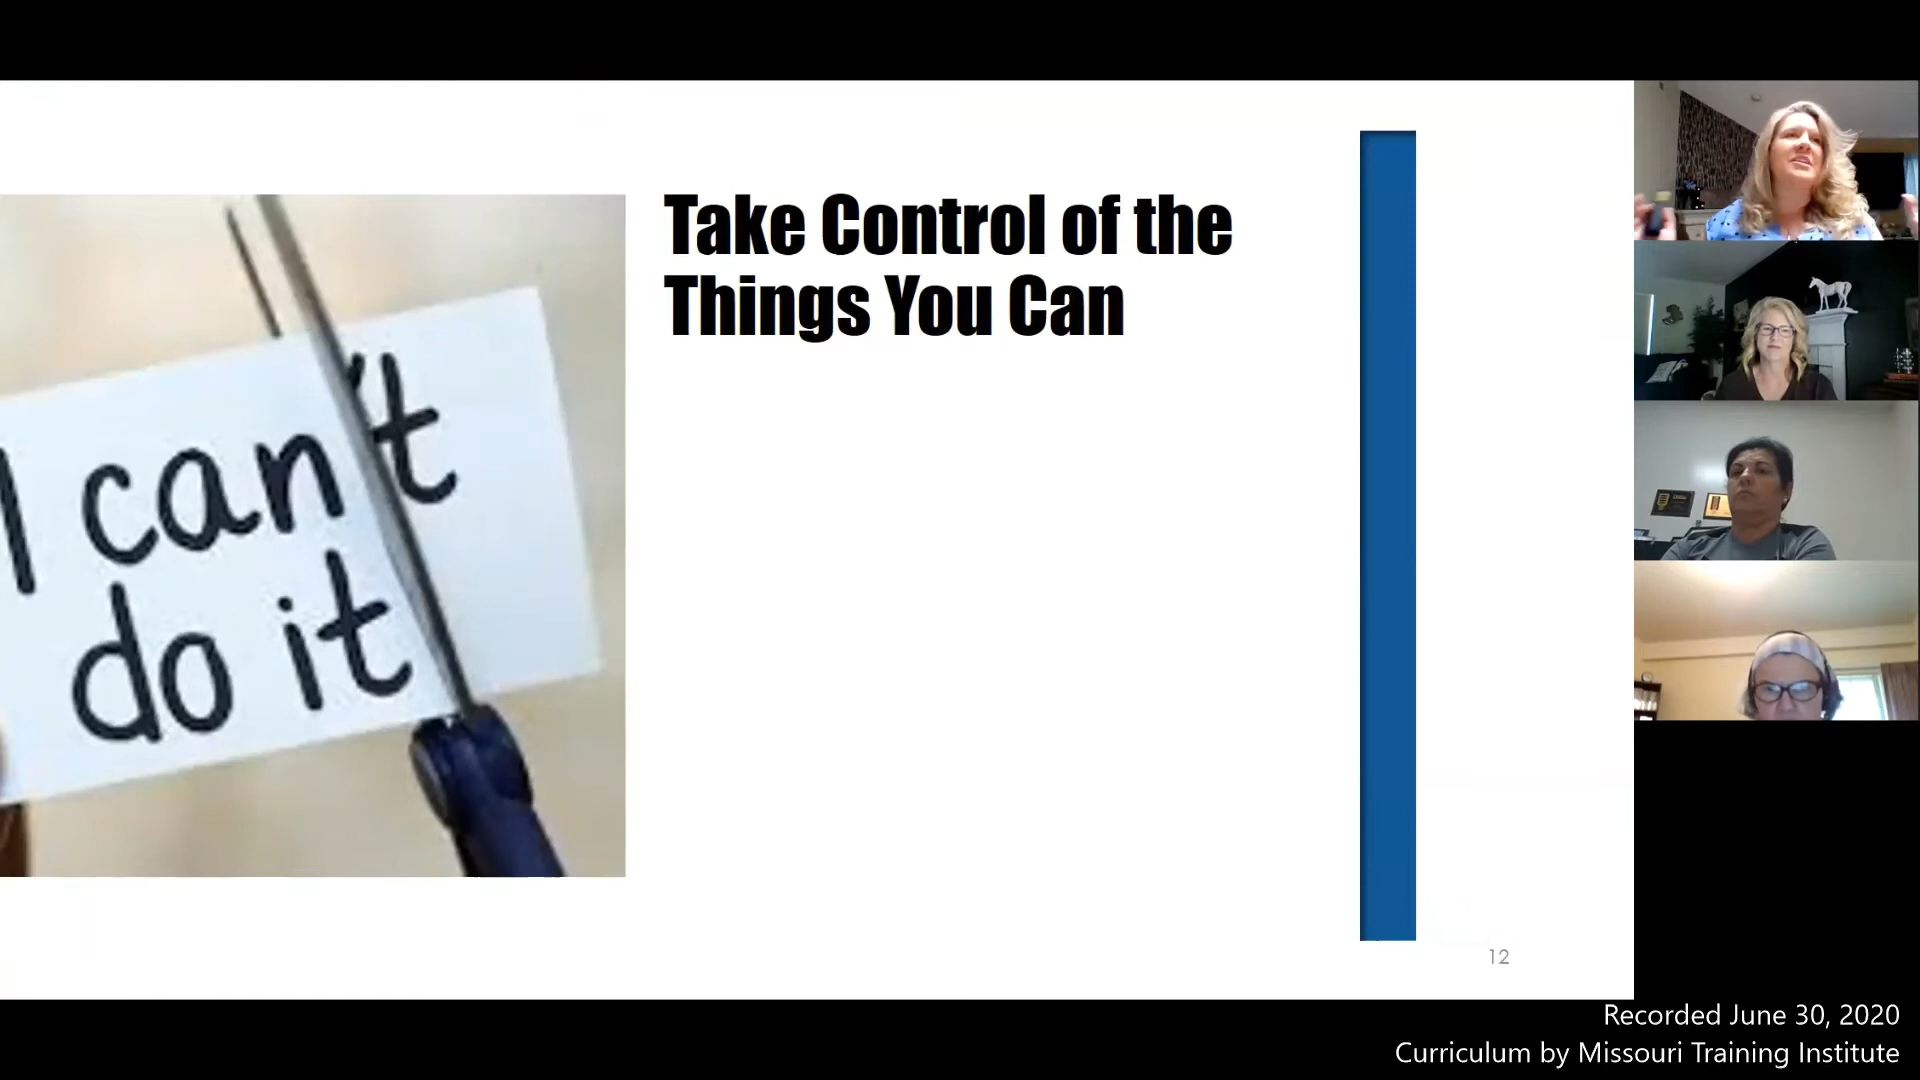 I can't
do it
Take Control of the
Things You Can
12
Recorded June 30, 2020
Curriculum by Missouri Training Institute